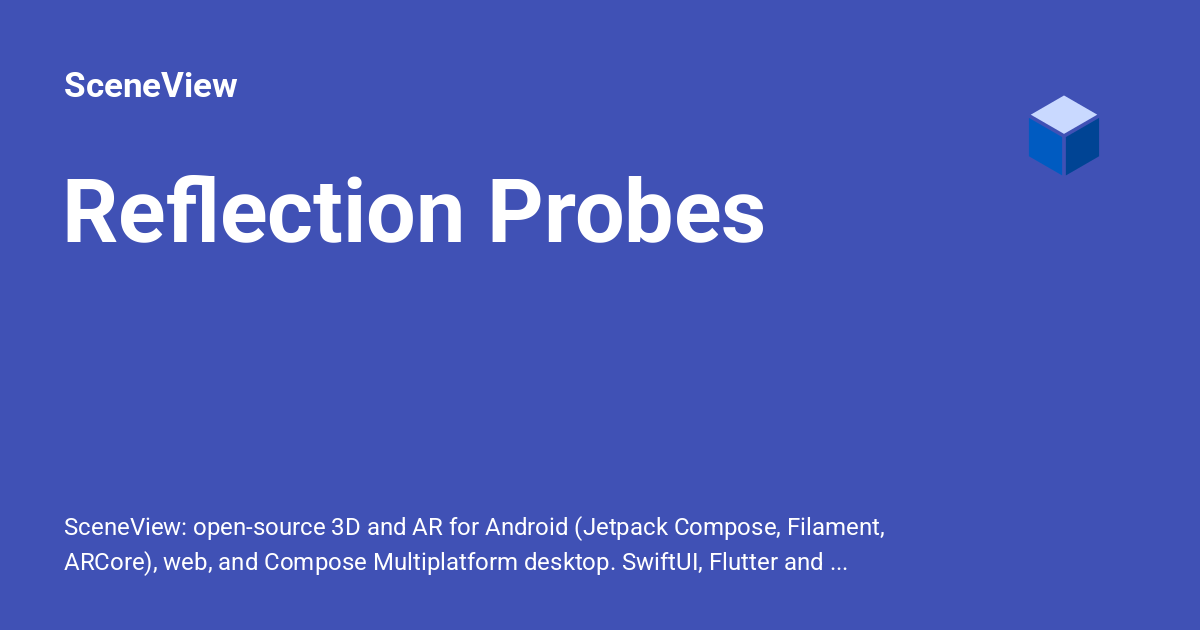 SceneView
Reflection Probes
SceneView: open-source 3D and AR for Android (Jetpack Compose, Filament,
ARCore), web, and Compose Multiplatform desktop. SwiftUI, Flutter and ...